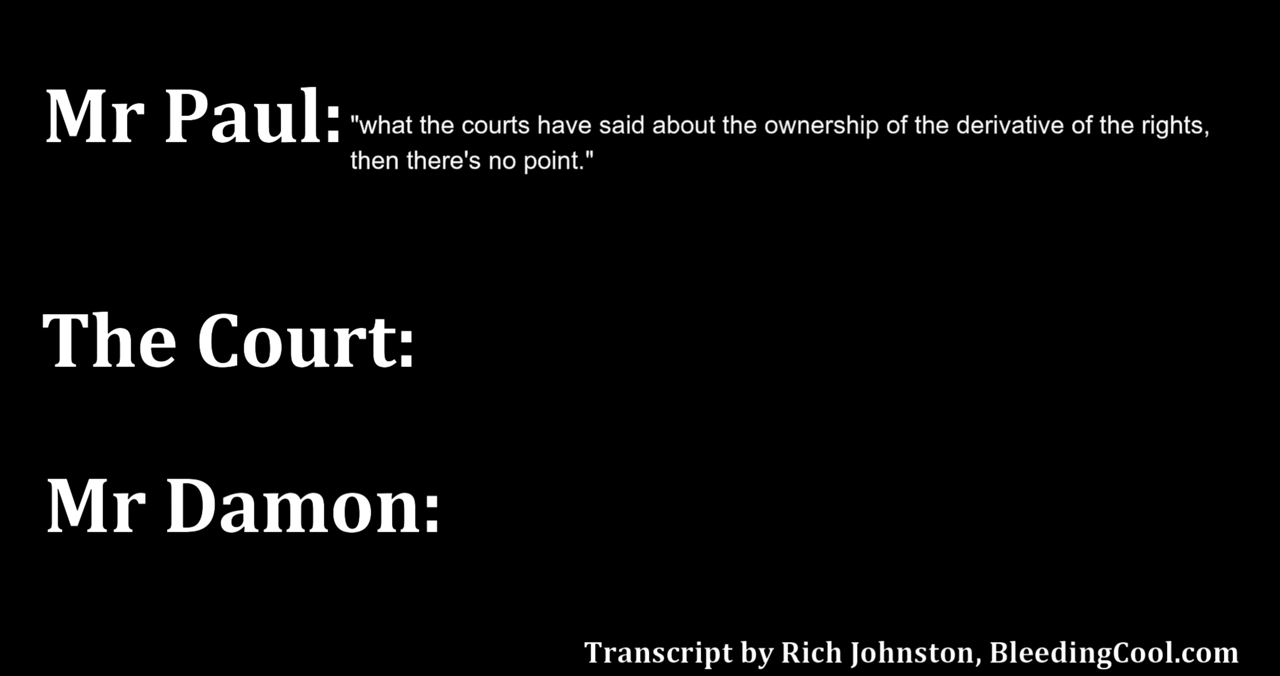 Mr Paul: "what the courts have said about the ownership of the derivative of the rights,
then there's no point."
The Court:
Mr Damon:
Transcript by Rich Johnston, BleedingCool.com